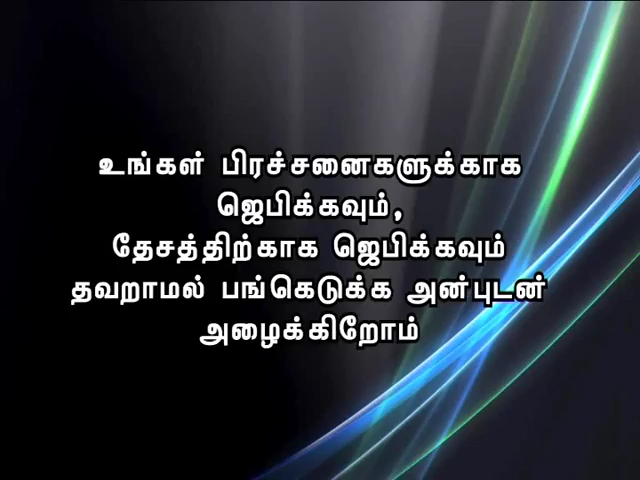 உங்கள் பிரச்சனைகளுக்காக
ஜெபிக்கவும்,
தேசத்திற்காக ஜெபிக்கவும்
தவறாமல் பங்கெடுக்க அன்புடன்
அழைக்கிறோம்